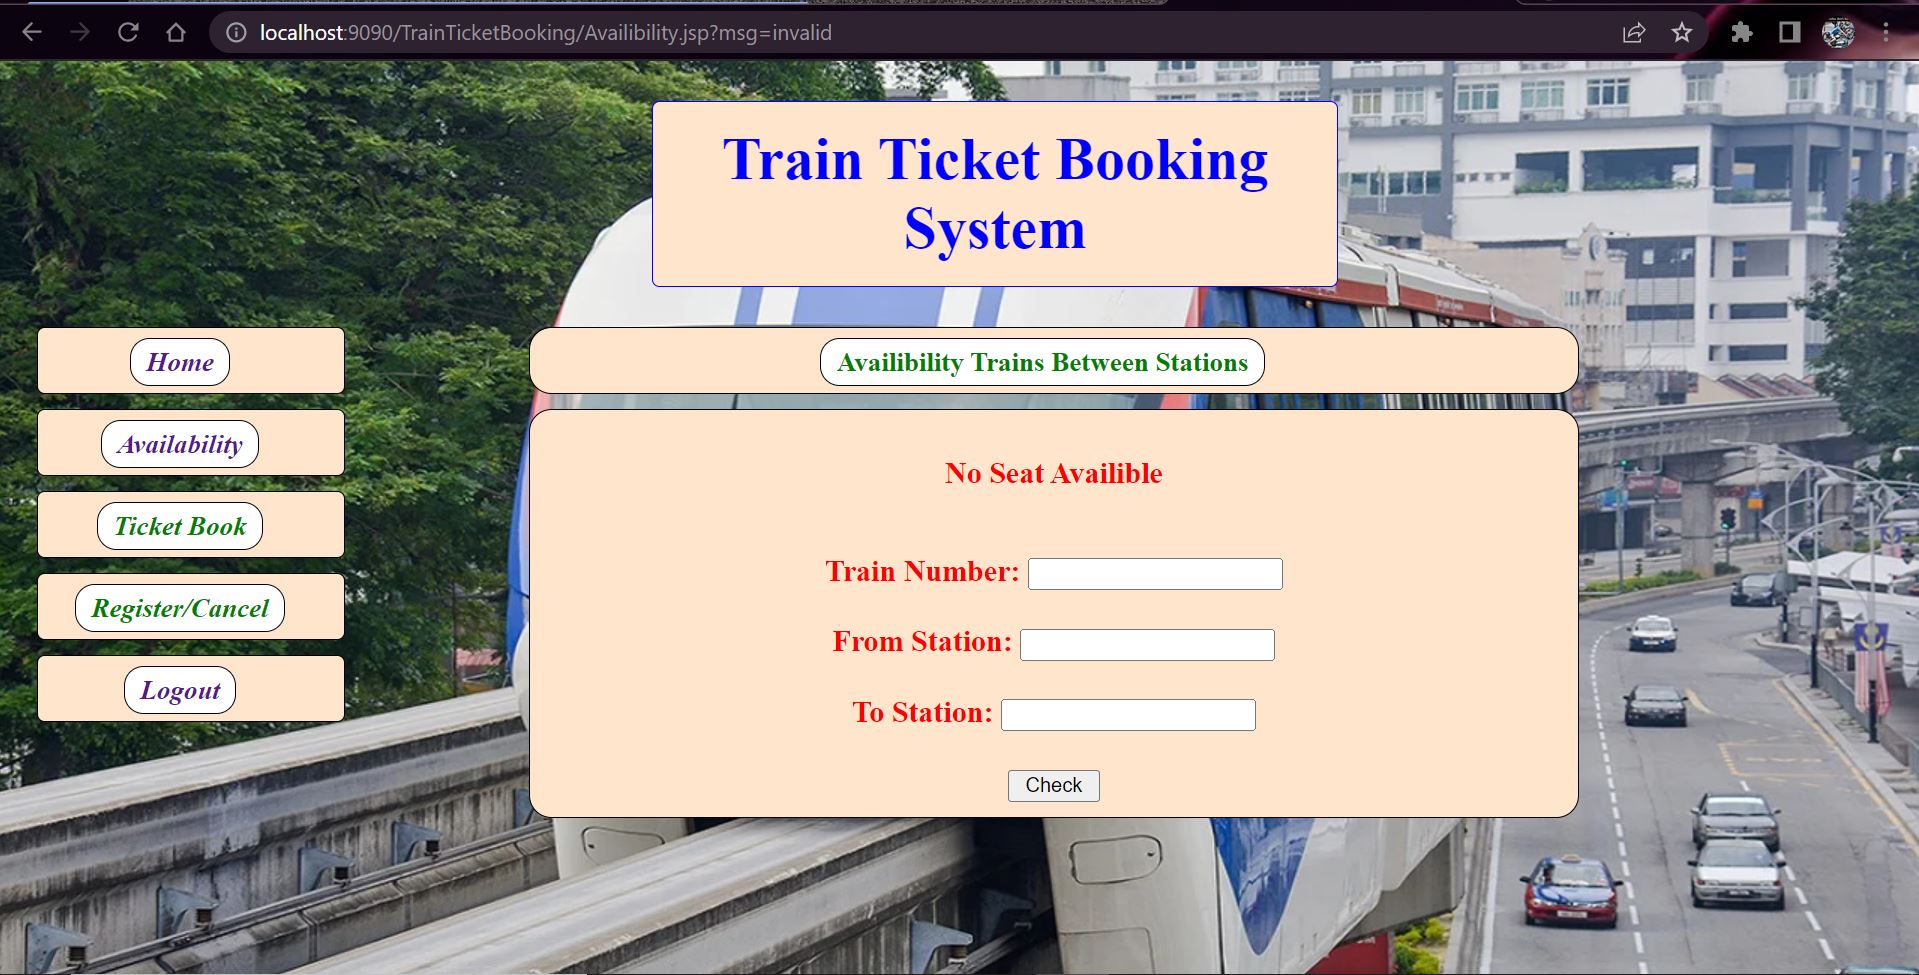 localhost:9090/TrainTicketBooking/Availibility.jsp?msg=invalid
Train Ticket Booking
System
Home
Availability
Ticket Book
Register/Cancel
Logout
Availibility Trains Between Stations
No Seat Availible
Train Number:
From Station:
To Station:
Check